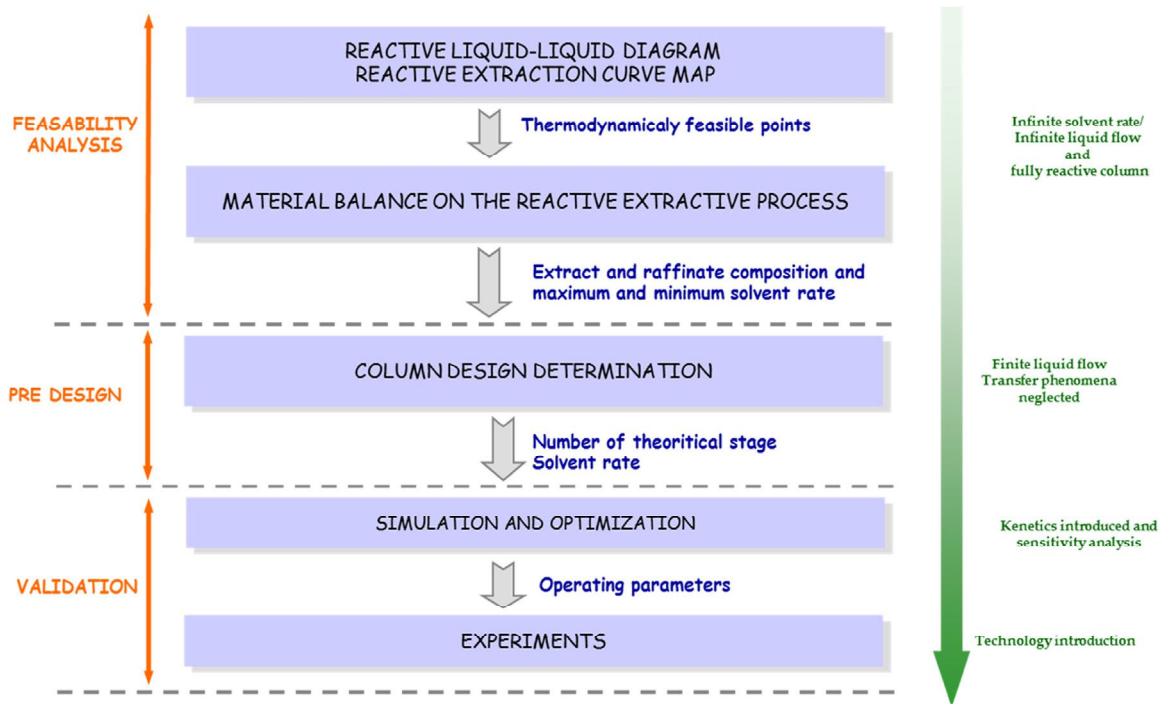 REACTIVE LIQUID-LIQUID DIAGRAM
REACTIVE EXTRACTION CURVE MAP
FEASABILITY
ANALYSIS
Thermodynamicaly feasible points
Infinite solvent rate/
Infinite liquid flow
and
fully reactive column
MATERIAL BALANCE ON THE REACTIVE EXTRACTIVE PROCESS
Extract and raffinate composition and
maximum and minimum solvent rate
PRE DESIGN
COLUMN DESIGN DETERMINATION
Finite liquid flow
Transfer phenomena
neglected
Number of theoritical stage
Solvent rate
VALIDATION
SIMULATION AND OPTIMIZATION
Kenetics introduced and
sensitivity analysis
Operating parameters
EXPERIMENTS
Technology introduction